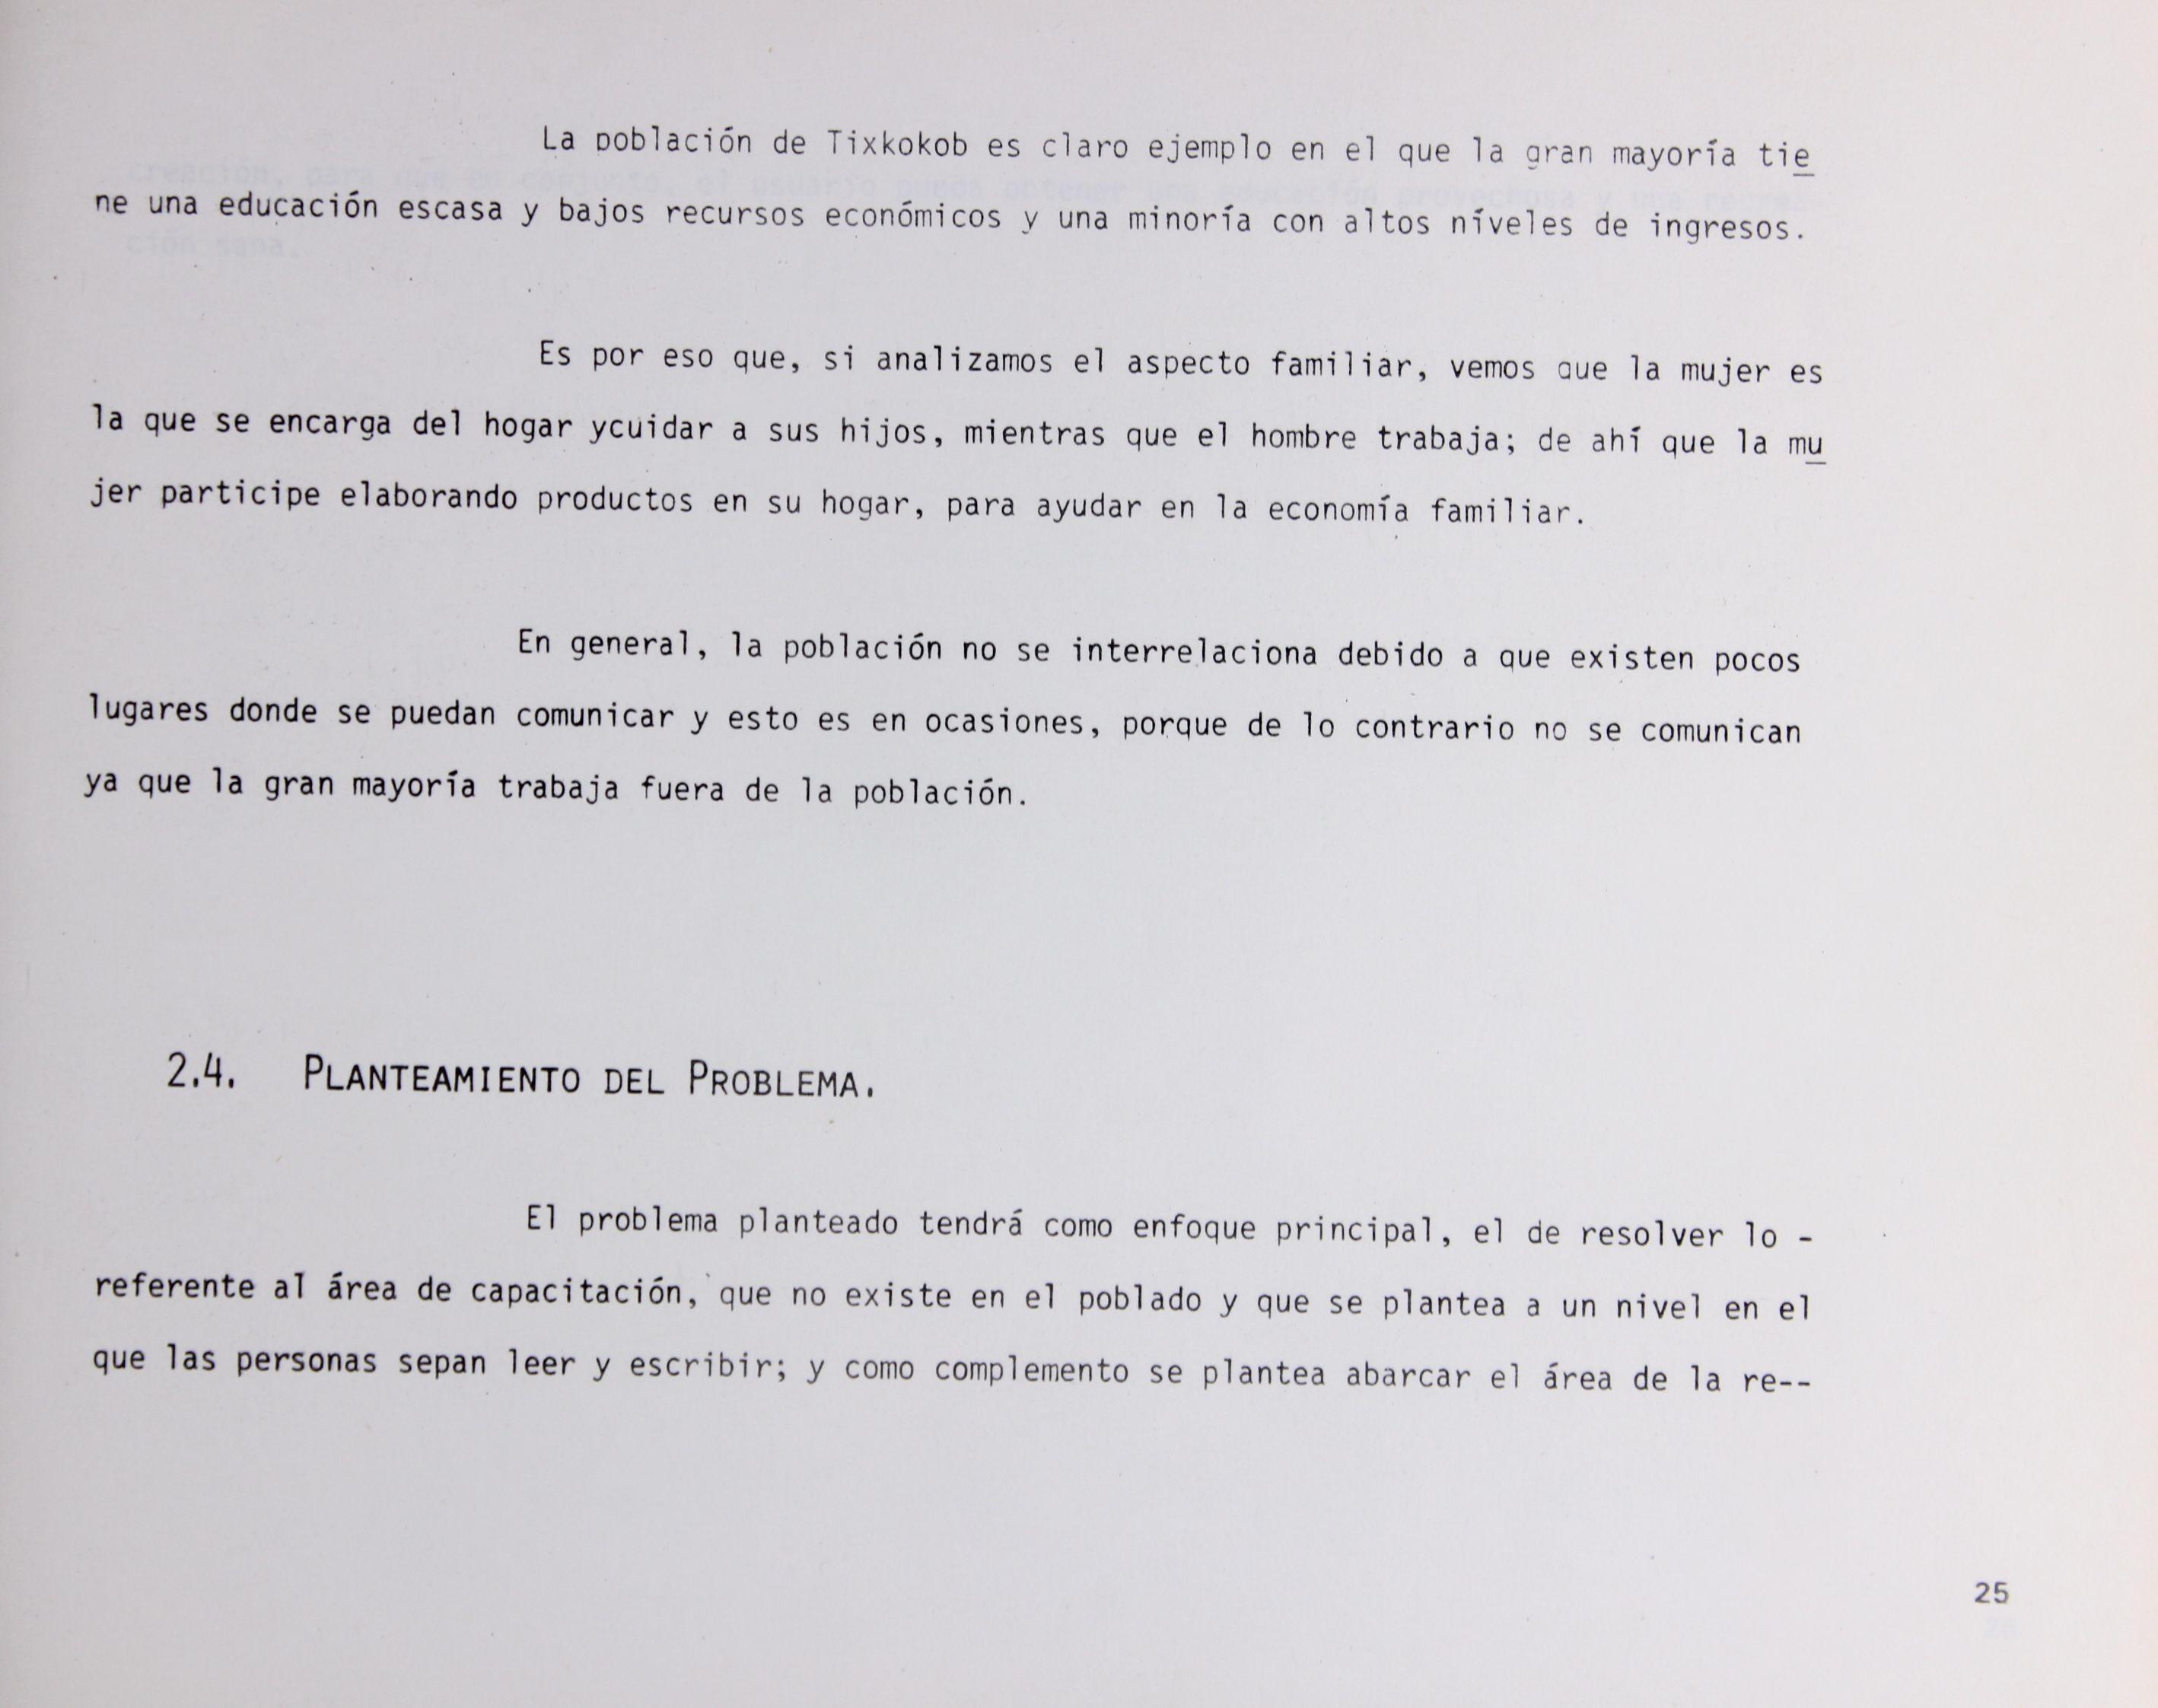 La población de Tixkokob es claro ejemplo en el que la gran mayoría tie
ne una educación escasa y bajos recursos económicos y una minoría con altos níveles de ingresos.
Es por eso que, si analizamos el aspecto familiar, vemos que la mujer es
la que se encarga del hogar ycuidar a sus hijos, mientras que el hombre trabaja; de ahí que la mu
jer participe elaborando productos en su hogar, para ayudar en la economía familiar.
En general, la población no se interrelaciona debido a que existen pocos
lugares donde se puedan comunicar y esto es en ocasiones, porque de lo contrario no se comunican
ya que la gran mayoría trabaja fuera de la población.
2.4. PLANTEAMIENTO DEL PROBLEMA.
El problema planteado tendrá como enfoque principal, el de resolver lo -
referente al área de capacitación, que no existe en el poblado y que se plantea a un nivel en el
que las personas sepan leer y escribir; y como complemento se plantea abarcar el área de la re--
25